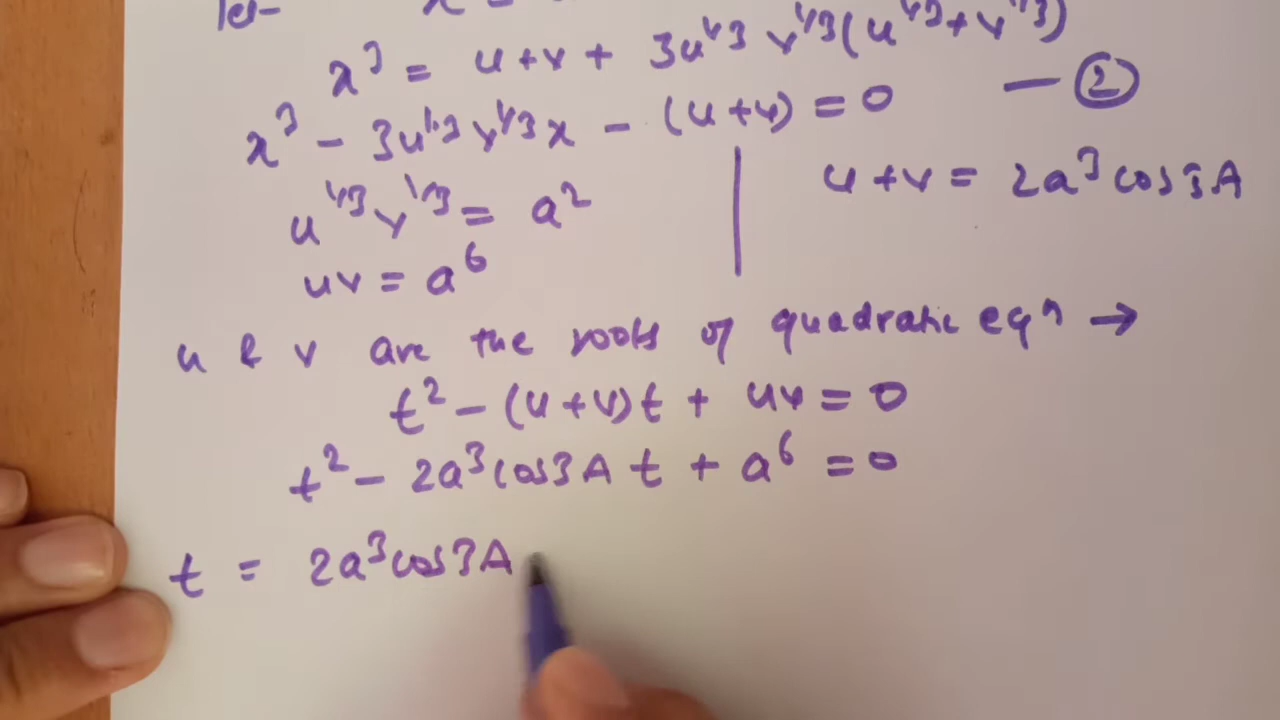 Let x =
x³ = u+v + 3u^1/3 v^1/3 (u^1/3 + v^1/3)
x³ - 3u^1/3 v^1/3 x - (u+v) = 0 — ②
u^1/3 v^1/3 = a²
uv = a⁶
u+v = 2a³cos3A
u & v are the roots of quadratic eqn →
t² - (u+v)t + uv = 0
t² - 2a³cos3A t + a⁶ = 0
t = 2a³cos3A